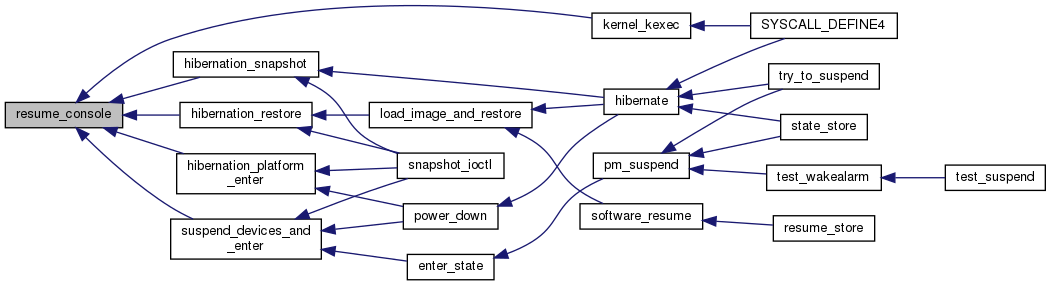 resume_console
kernel_kexec
SYSCALL_DEFINE4
hibernation_snapshot
hibernation_restore
hibernation_platform
_enter
suspend_devices_and
_enter
load_image_and_restore
snapshot_ioctl
power_down
enter_state
hibernate
pm_suspend
software_resume
try_to_suspend
state_store
test_wakealarm
resume_store
test_suspend